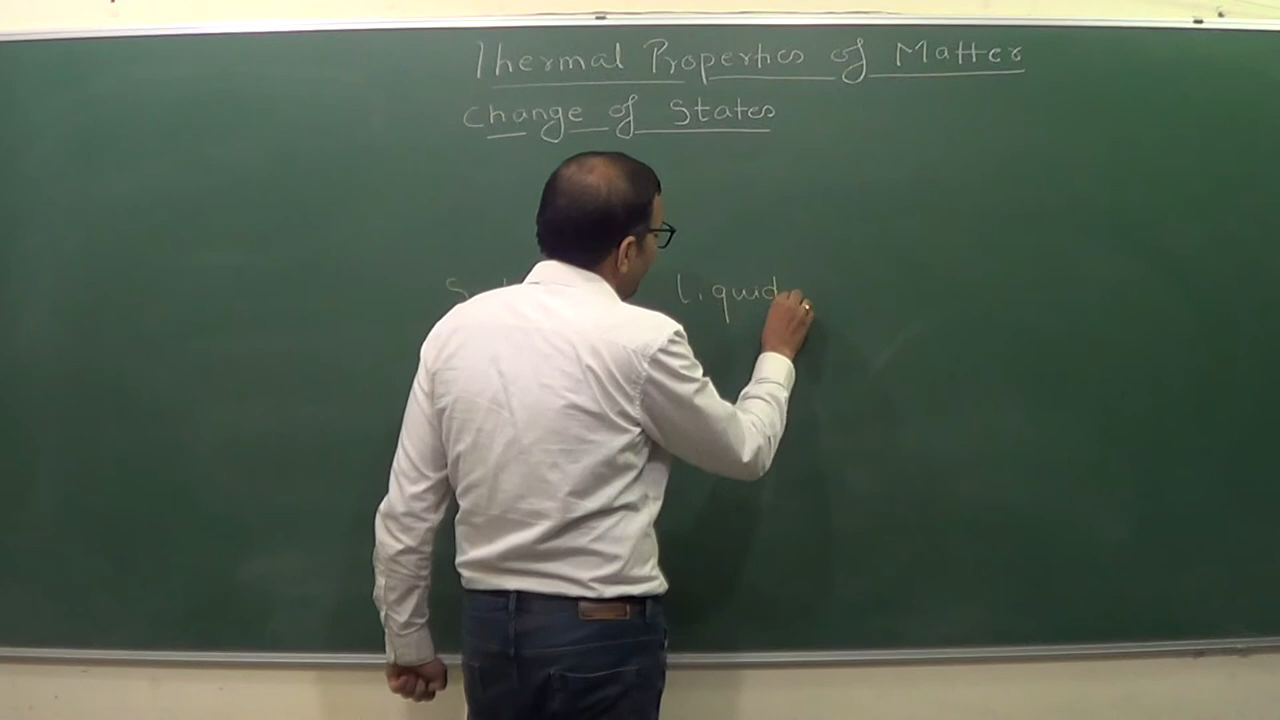 Thermal Properties of Matter
Change of States
liquid